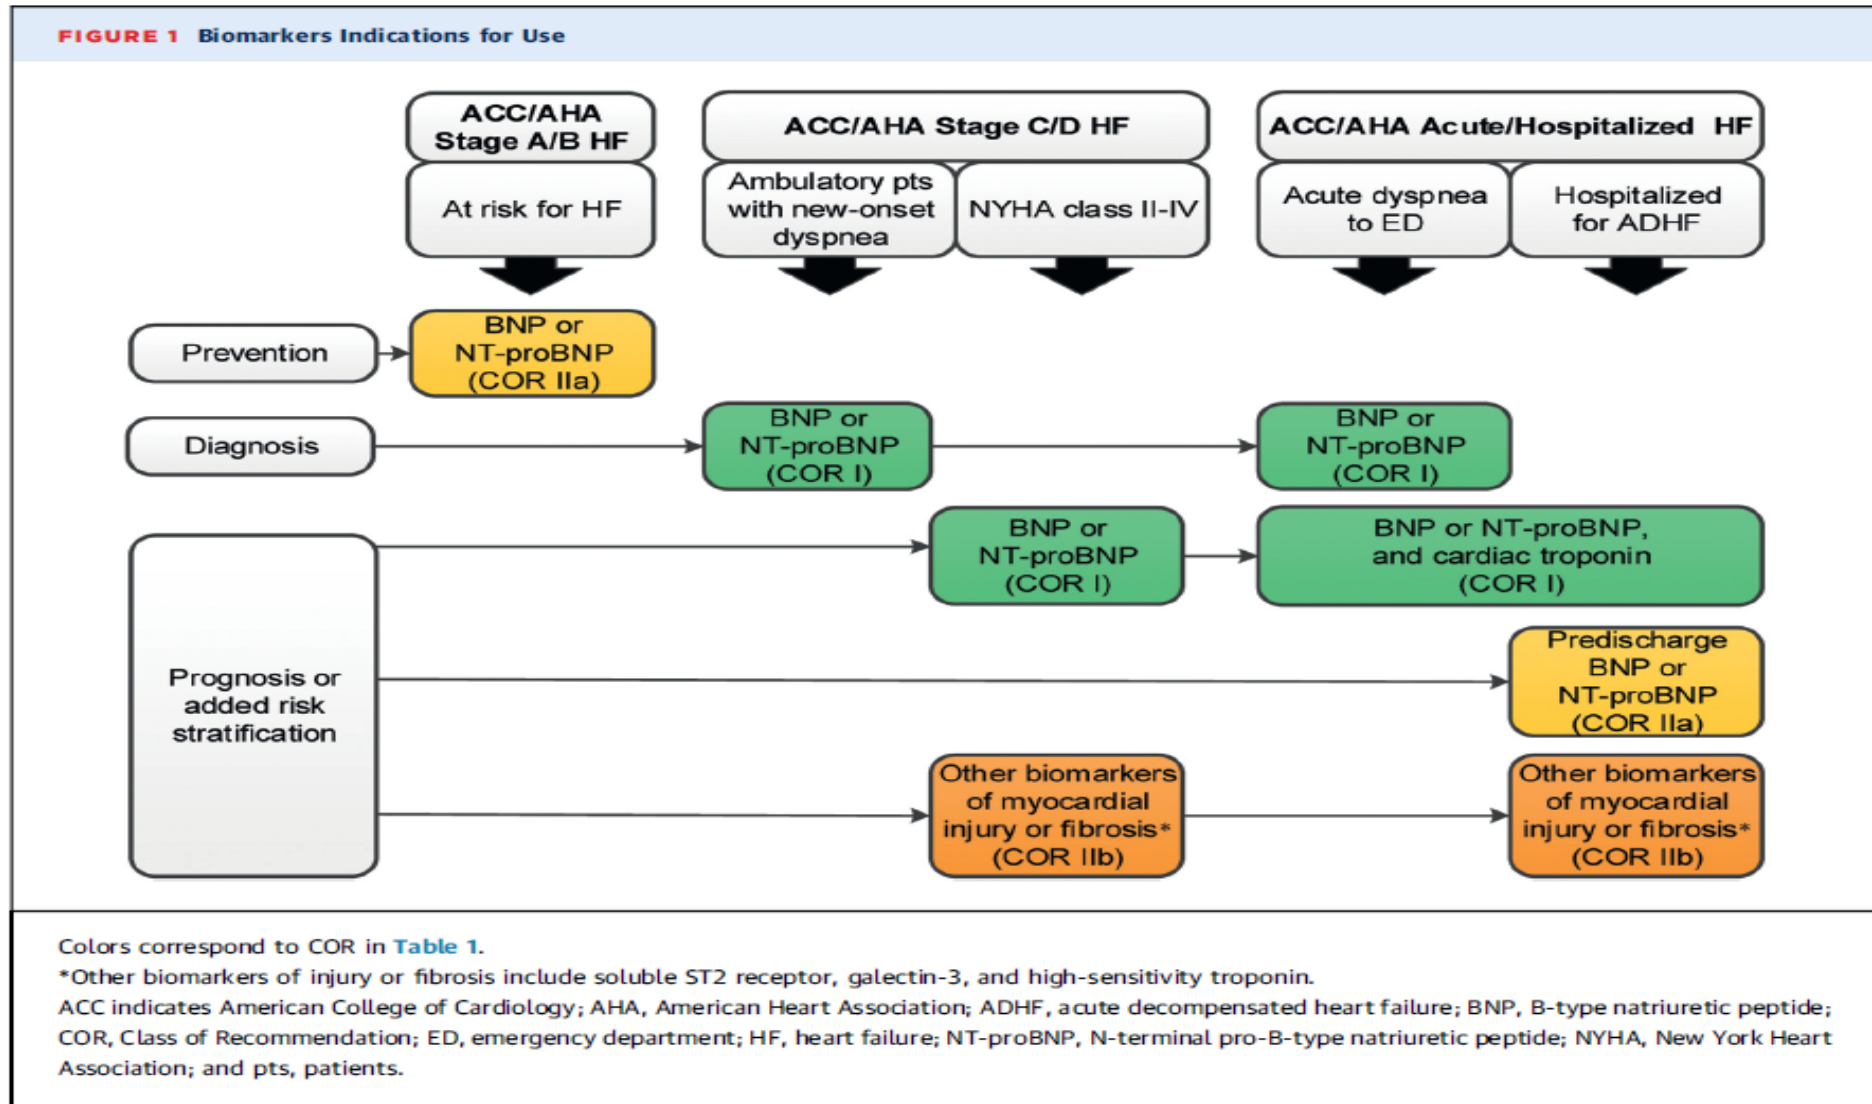 FIGURE 1 Biomarkers Indications for Use
ACC/AHA
Stage A/B HF
ACC/AHA Stage C/D HF
ACC/AHA Acute/Hospitalized HF
At risk for HF
Ambulatory pts
with new-onset
dyspnea
NYHA class II-IV
Acute dyspnea
to ED
Hospitalized
for ADHF
Prevention
BNP or
NT-proBNP
(COR IIa)
Diagnosis
BNP or
NT-proBNP
(COR I)
BNP or
NT-proBNP
(COR I)
Prognosis or
added risk
stratification
BNP or
NT-proBNP
(COR I)
BNP or NT-proBNP,
and cardiac troponin
(COR I)
Predischarge
BNP or
NT-proBNP
(COR IIa)
Other biomarkers
of myocardial
injury or fibrosis*
(COR IIb)
Other biomarkers
of myocardial
injury or fibrosis*
(COR IIb)
Colors correspond to COR in Table 1.
*Other biomarkers of injury or fibrosis include soluble ST2 receptor, galectin-3, and high-sensitivity troponin.
ACC indicates American College of Cardiology; AHA, American Heart Association; ADHF, acute decompensated heart failure; BNP, B-type natriuretic peptide;
COR, Class of Recommendation; ED, emergency department; HF, heart failure; NT-proBNP, N-terminal pro-B-type natriuretic peptide; NYHA, New York Heart
Association; and pts, patients.